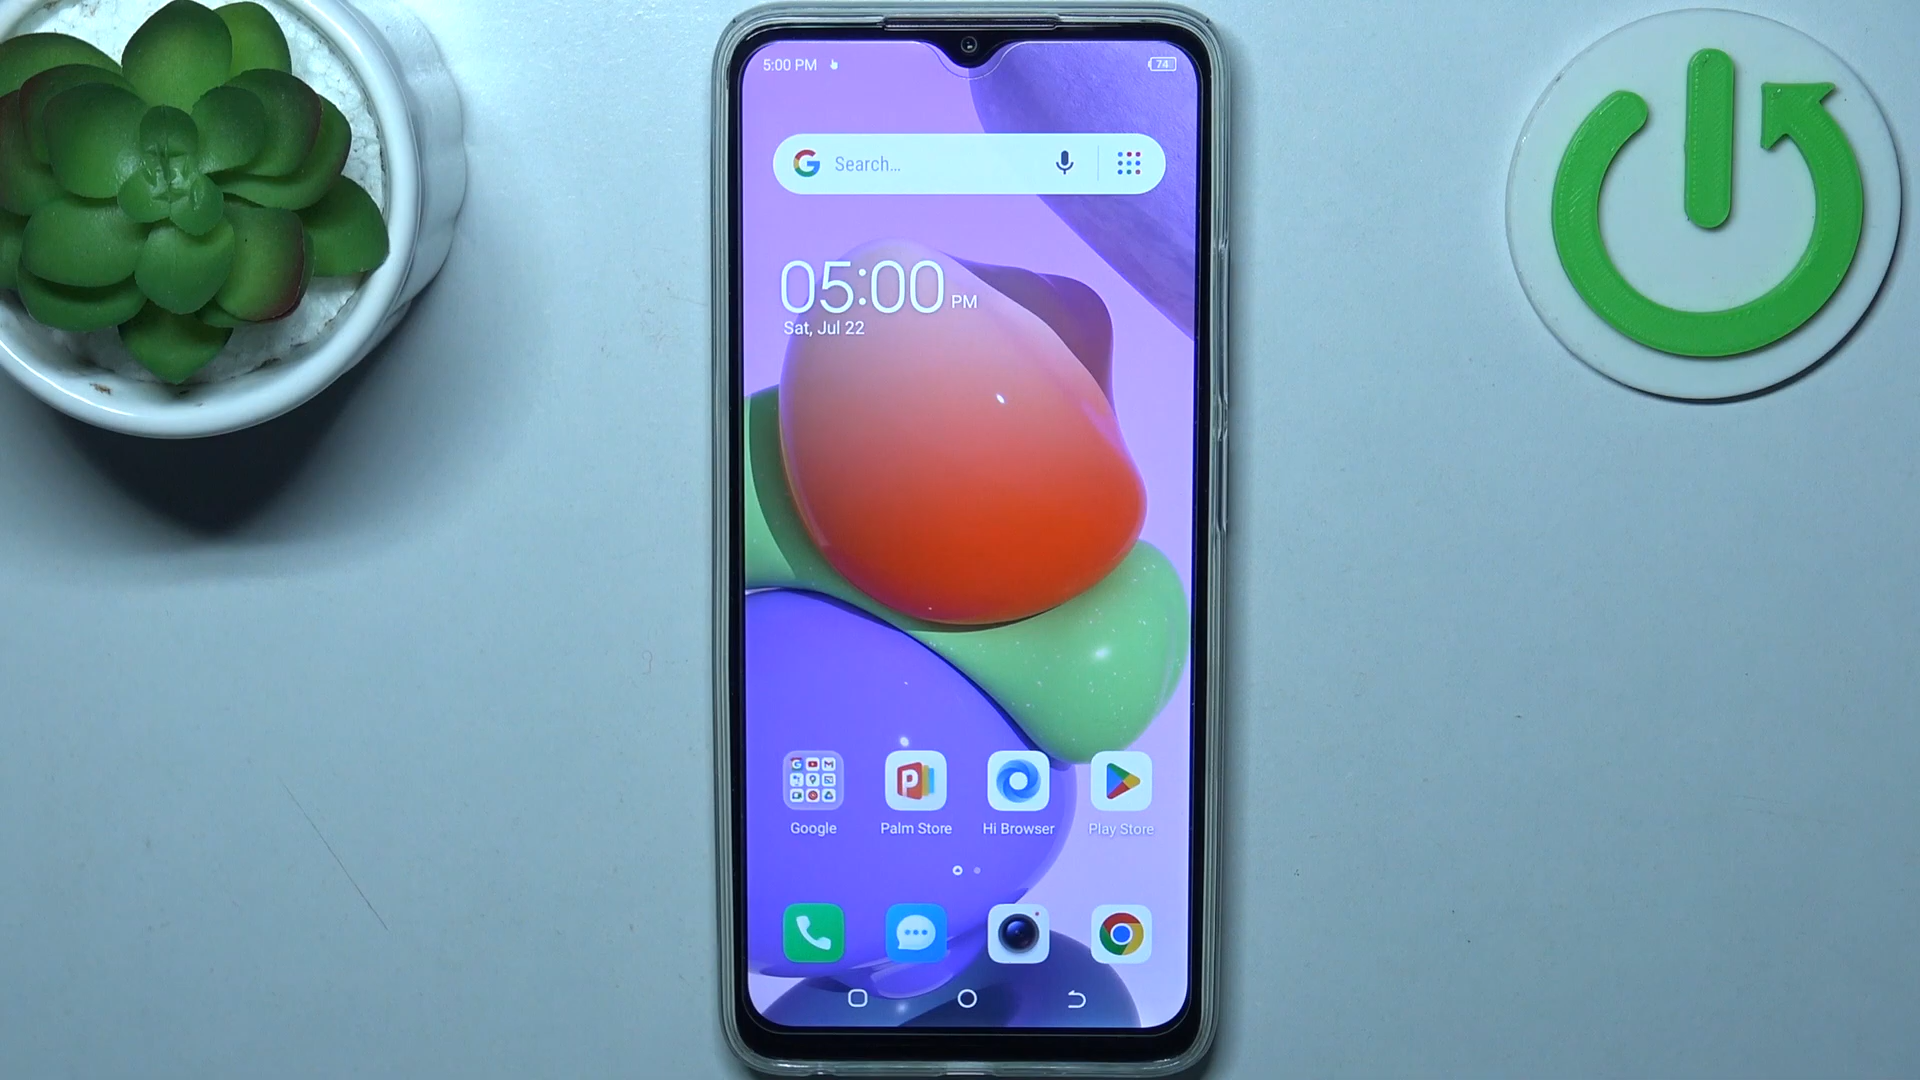 5:00 PM 74
Search...
05:00 PM
Sat, Jul 22
Google Palm Store Hi Browser Play Store